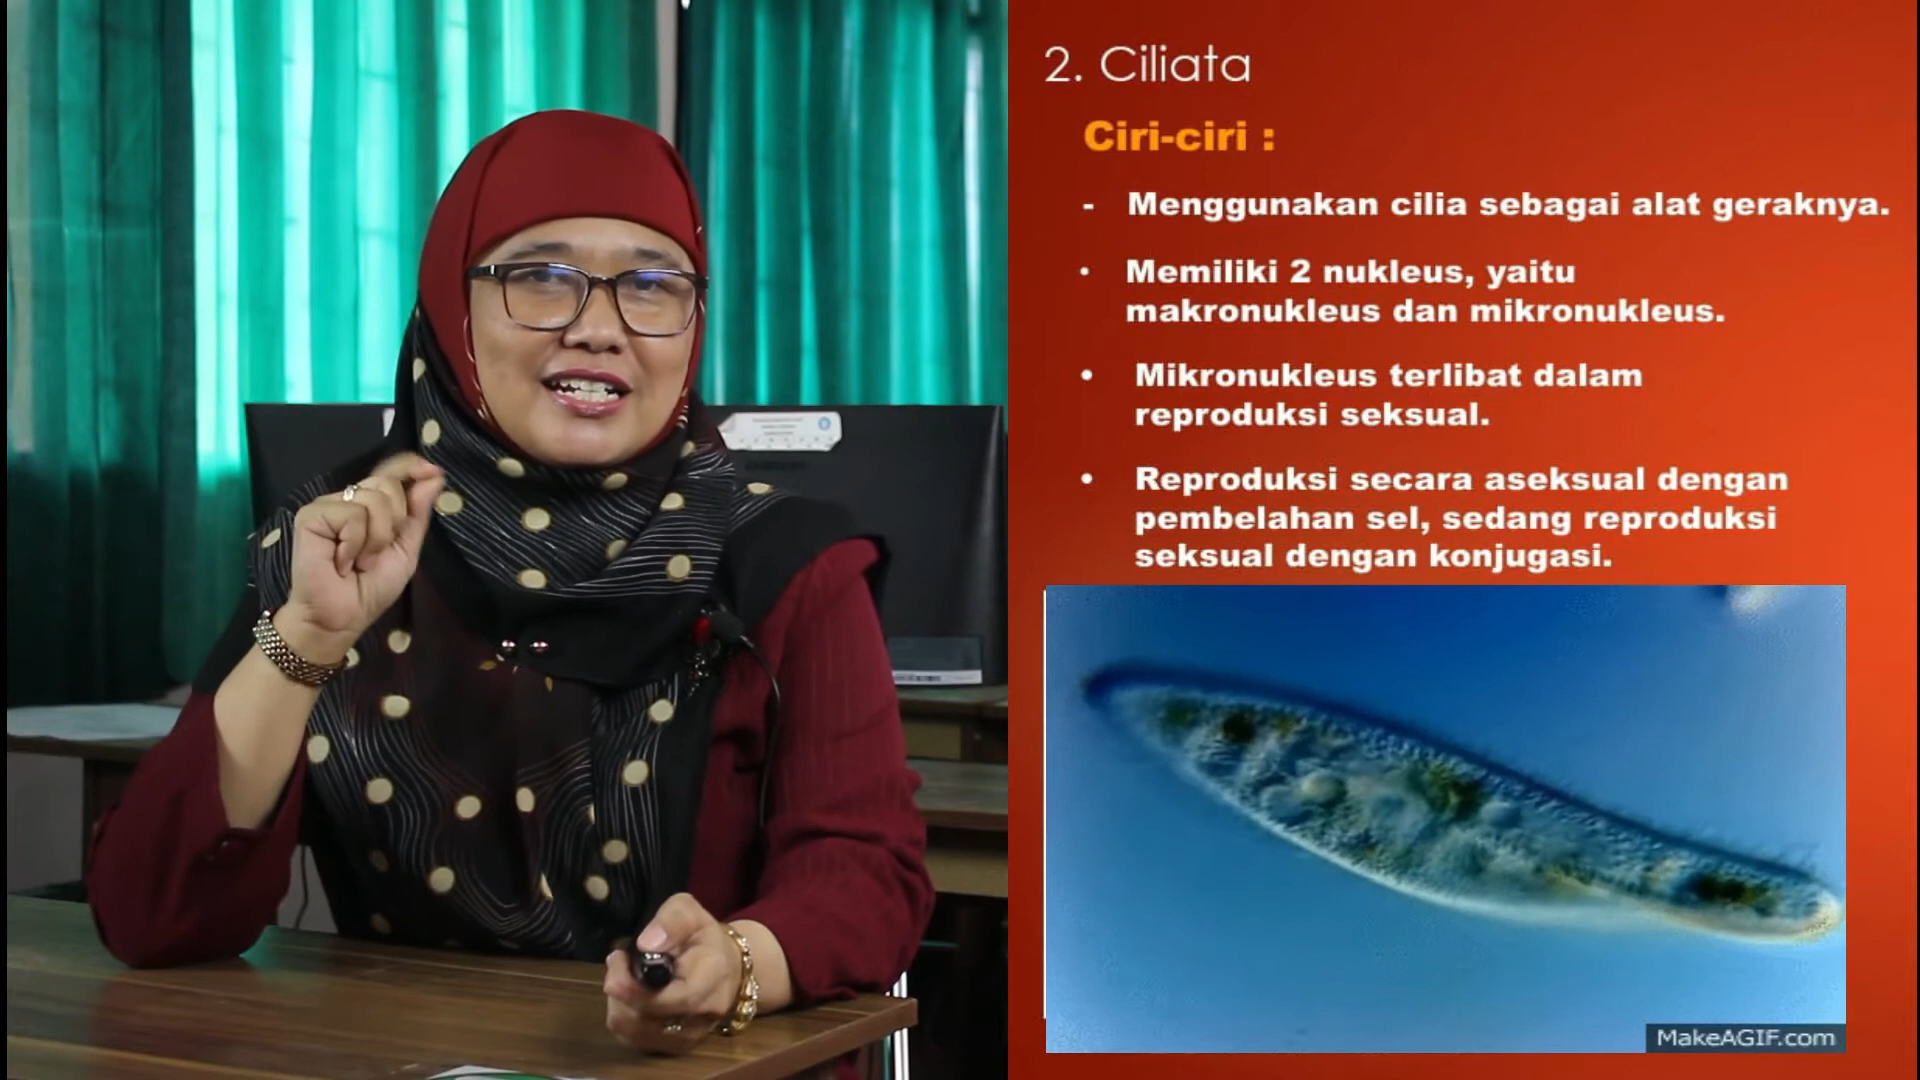 2. Ciliata
Ciri-ciri :
- Menggunakan cilia sebagai alat geraknya.
• Memiliki 2 nukleus, yaitu
makronukleus dan mikronukleus.
• Mikronukleus terlibat dalam
reproduksi seksual.
• Reproduksi secara aseksual dengan
pembelahan sel, sedang reproduksi
seksual dengan konjugasi.
MakeAGIF.com